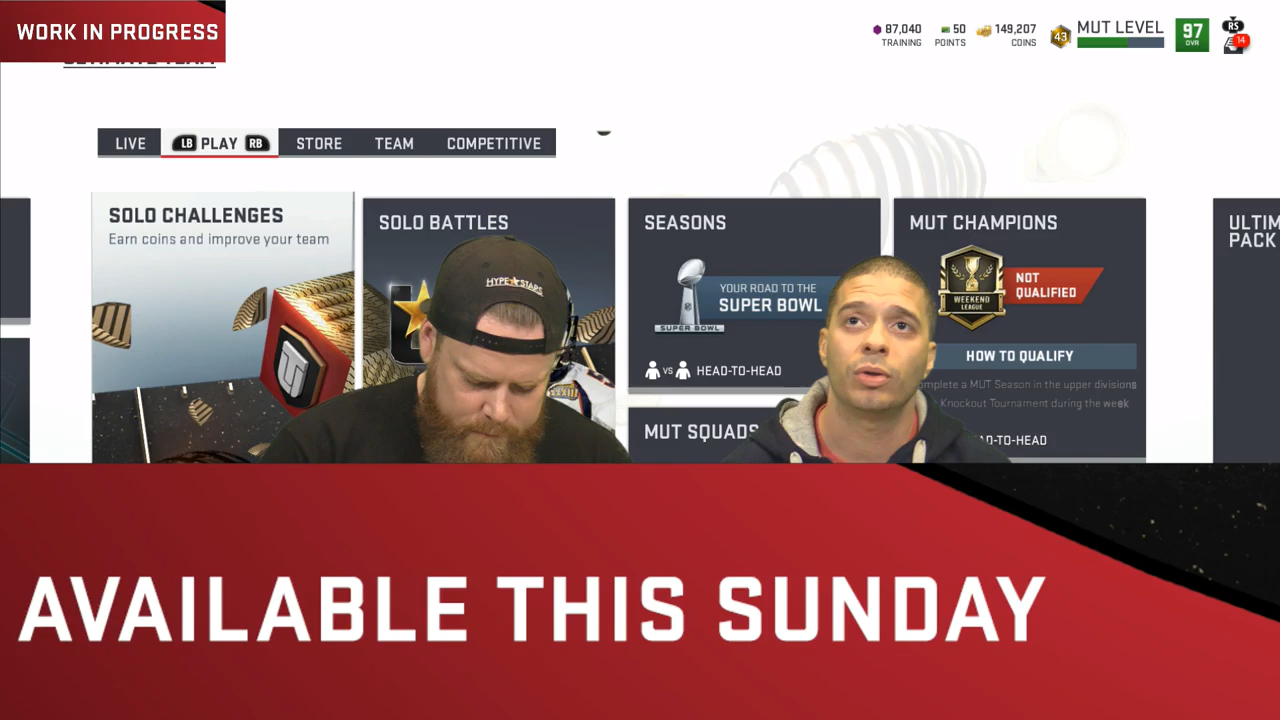 WORK IN PROGRESS
ULTIMATE TEAM
87,040
TRAINING
50
POINTS
149,207
COINS
43
MUT LEVEL
97
OVR
RS
14
LIVE
LB PLAY RB
STORE
TEAM
COMPETITIVE
SOLO CHALLENGES
Earn coins and improve your team
SOLO BATTLES
HYPE STARS
SEASONS
YOUR ROAD TO THE
SUPER BOWL
SUPER BOWL
VS HEAD-TO-HEAD
MUT SQUADS
MUT CHAMPIONS
WEEKEND
LEAGUE
NOT
QUALIFIED
HOW TO QUALIFY
omplete a MUT Season in the upper divisions
Knockout Tournament during the week
AD-TO-HEAD
ULTIM
PACK
AVAILABLE THIS SUNDAY